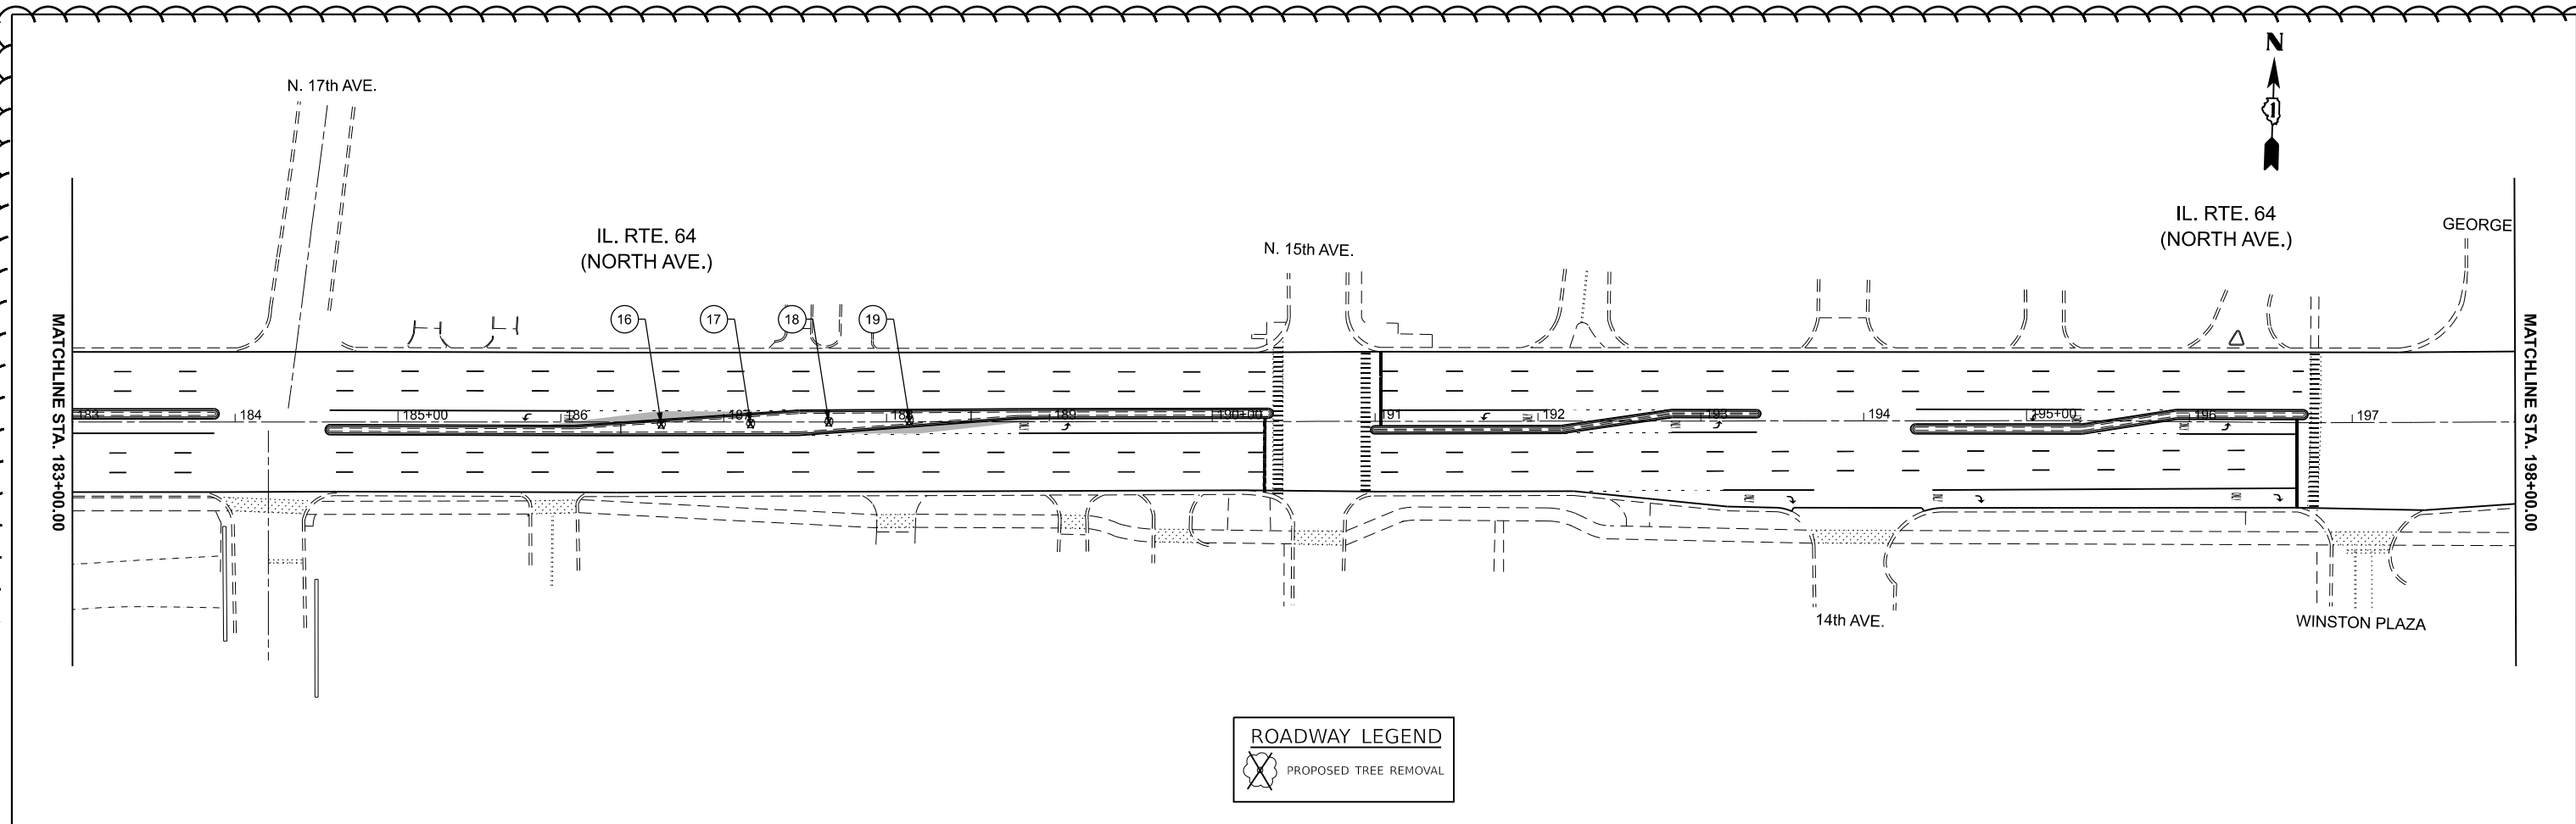 N. 17th AVE.
N
IL. RTE. 64
(NORTH AVE.)
N. 15th AVE.
IL. RTE. 64
(NORTH AVE.)
GEORGE
16
17
18
19
MATCHLINE STA. 183+00.00
183
184
185+00
186
187
188
189
190+00
191
192
193
194
195+00
196
197
MATCHLINE STA. 198+00.00
14th AVE.
WINSTON PLAZA
ROADWAY LEGEND
PROPOSED TREE REMOVAL